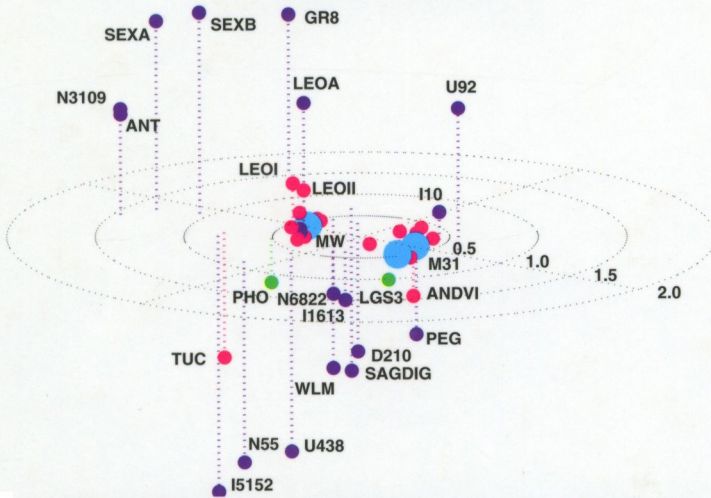 SEXA
SEXB
GR8
N3109
ANT
LEOA
U92
LEOI
LEOII
I10
MW
0.5
M31
1.0
1.5
2.0
PHO
N6822
LGS3
ANDVI
I1613
PEG
TUC
D210
SAGDIG
WLM
N55
U438
I5152